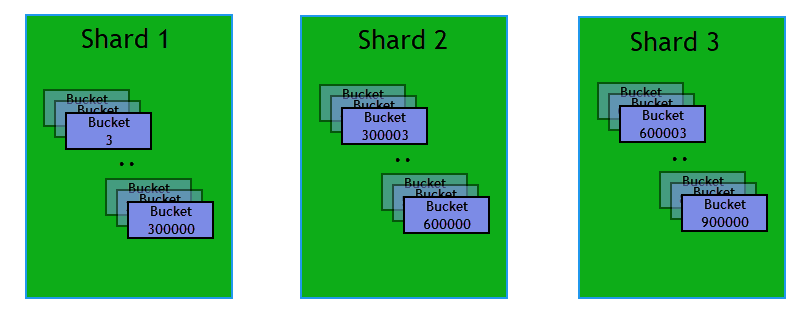 Shard 1
Bucket
Bucket
Bucket
3
..
Bucket
Bucket
Bucket
300000
Shard 2
Bucket
Bucket
Bucket
300003
..
Bucket
Bucket
Bucket
600000
Shard 3
Bucket
Bucket
Bucket
600003
..
Bucket
Bucket
Bucket
900000